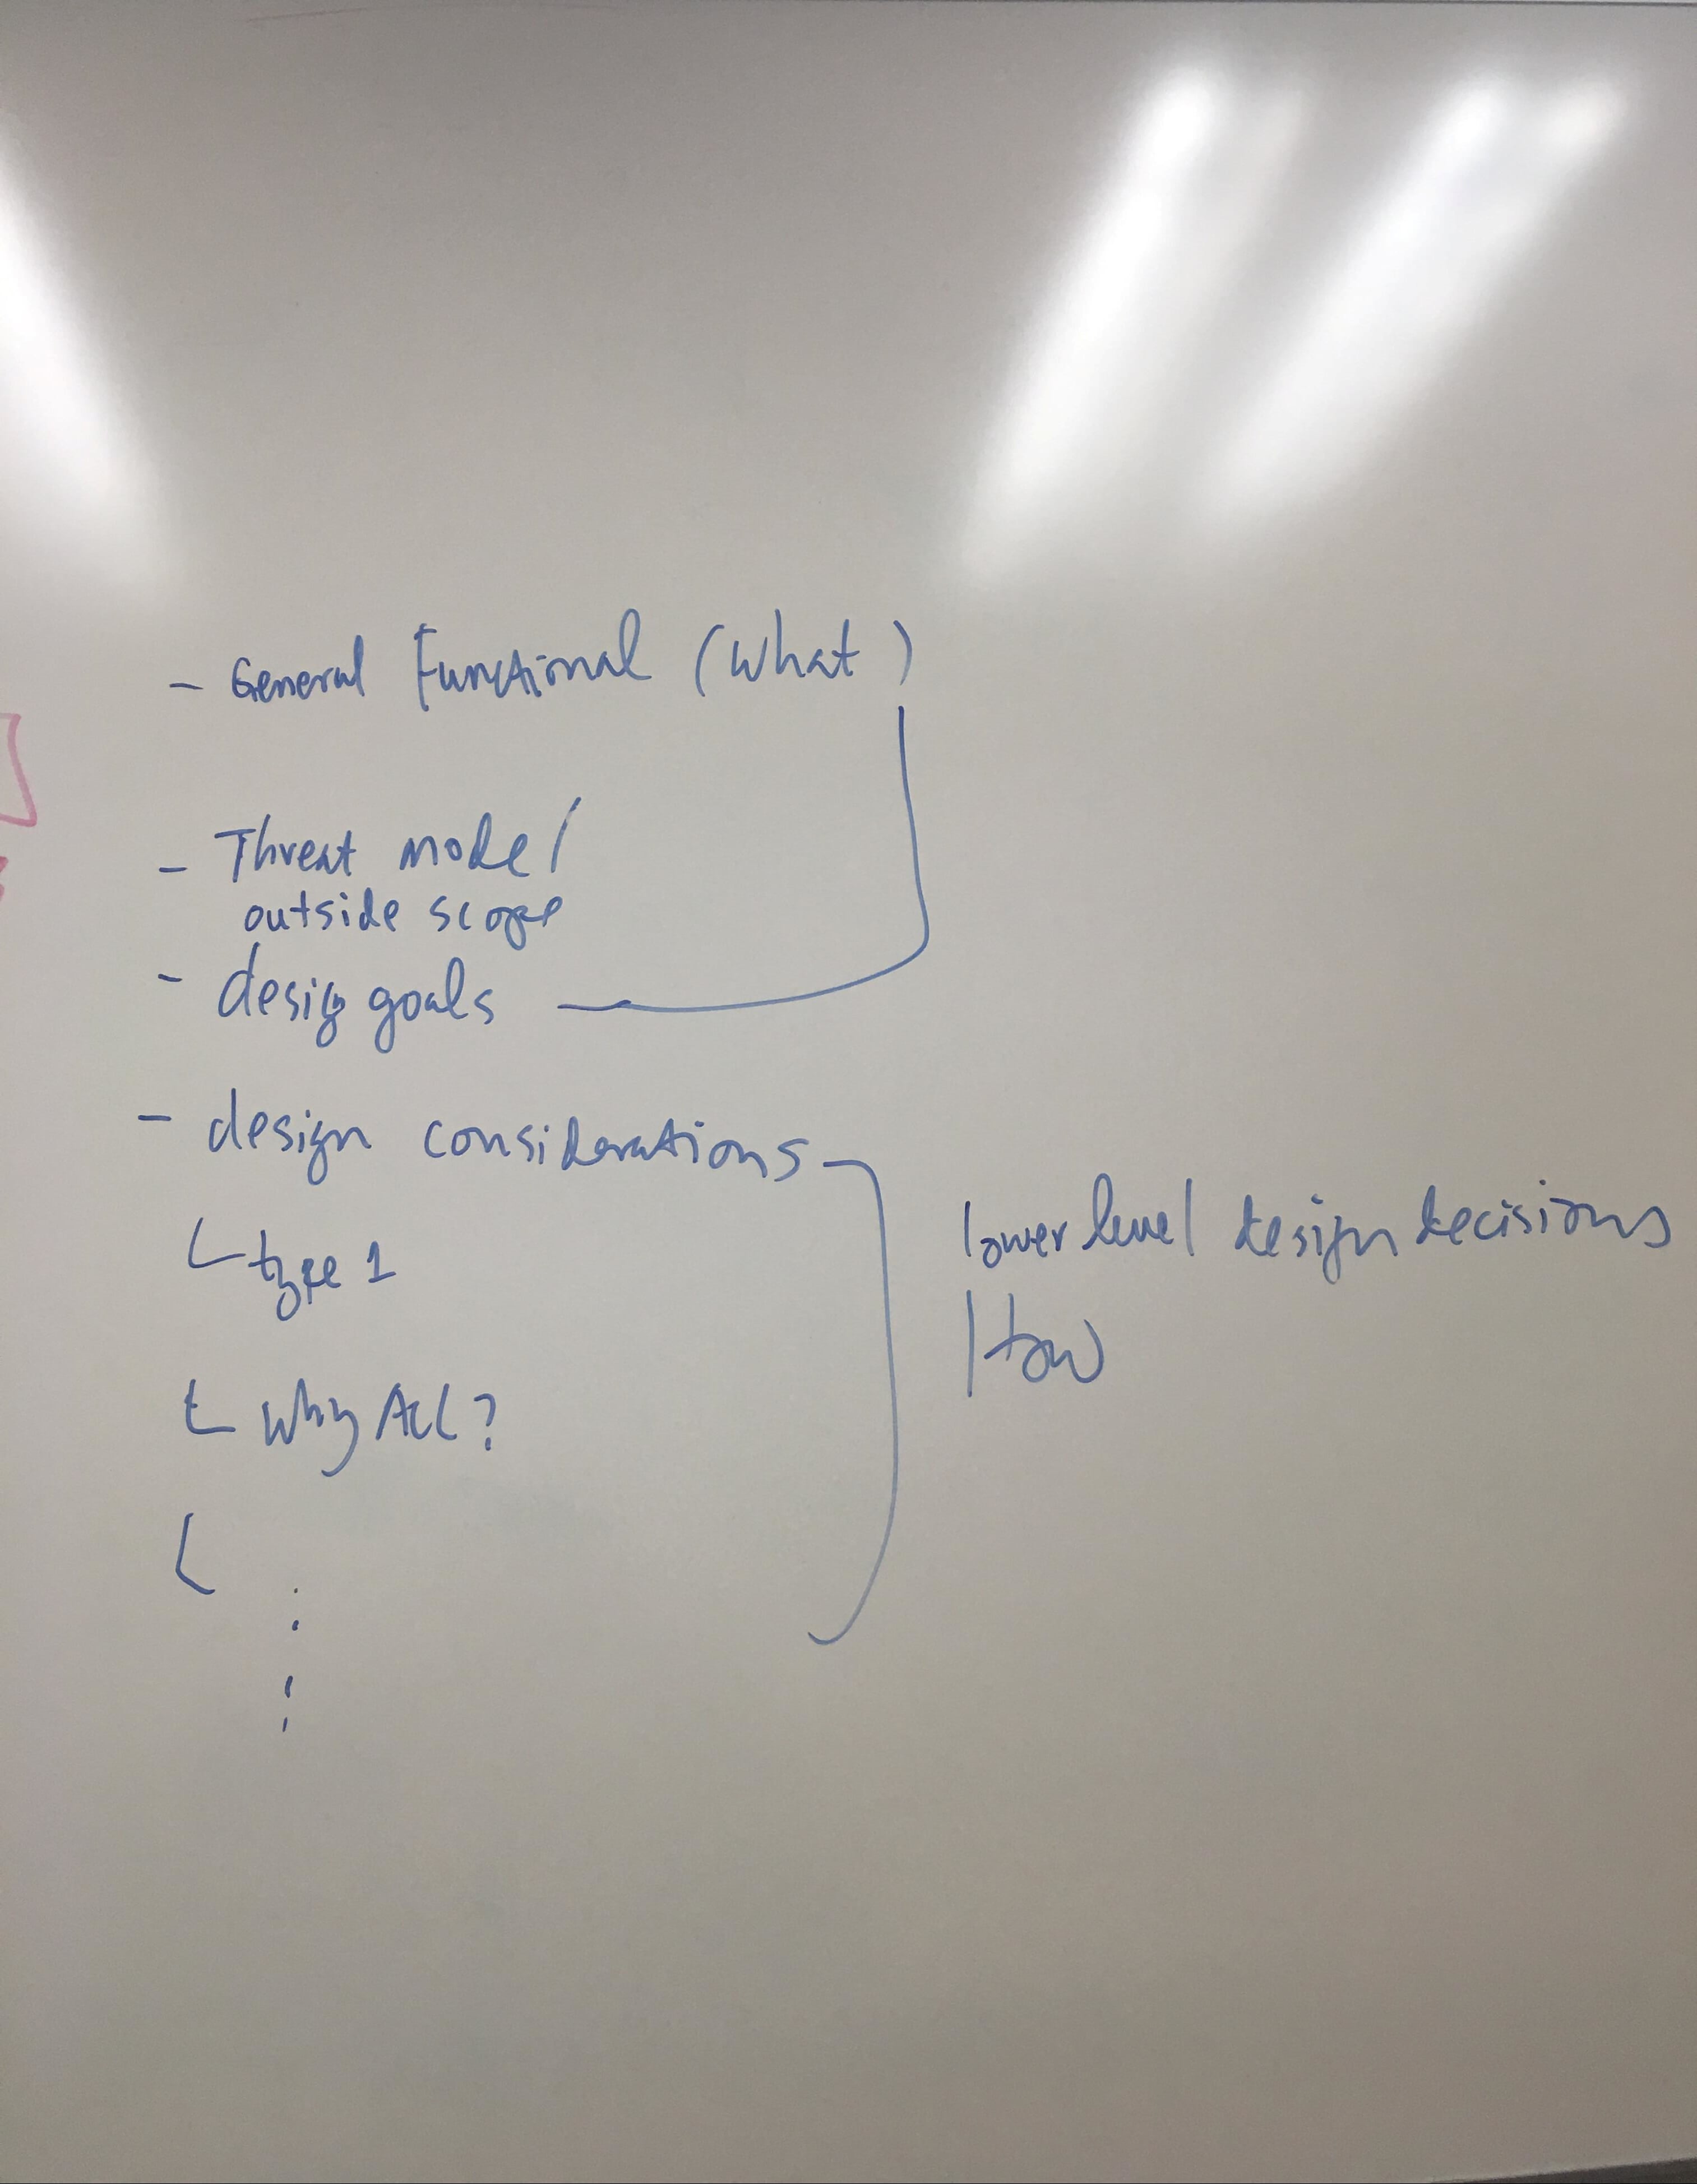 - General Functional (What)
- Threat model
outside scope
- design goals
- design considerations
type 1
Why ACL?
lower level design decisions
How